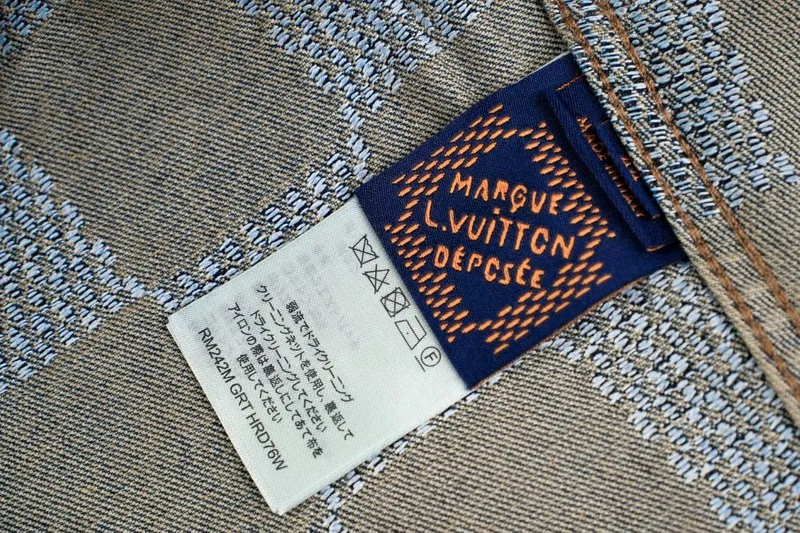 MARQUE
L.VUITTON
DÉPOSÉE
弱流でドライクリーニング
クリーニングネットを使用し、裏返して
ドライクリーニングしてください
アイロンの際は裏返しにしてあて布を
使用してください
RM242M GRT HRD76W